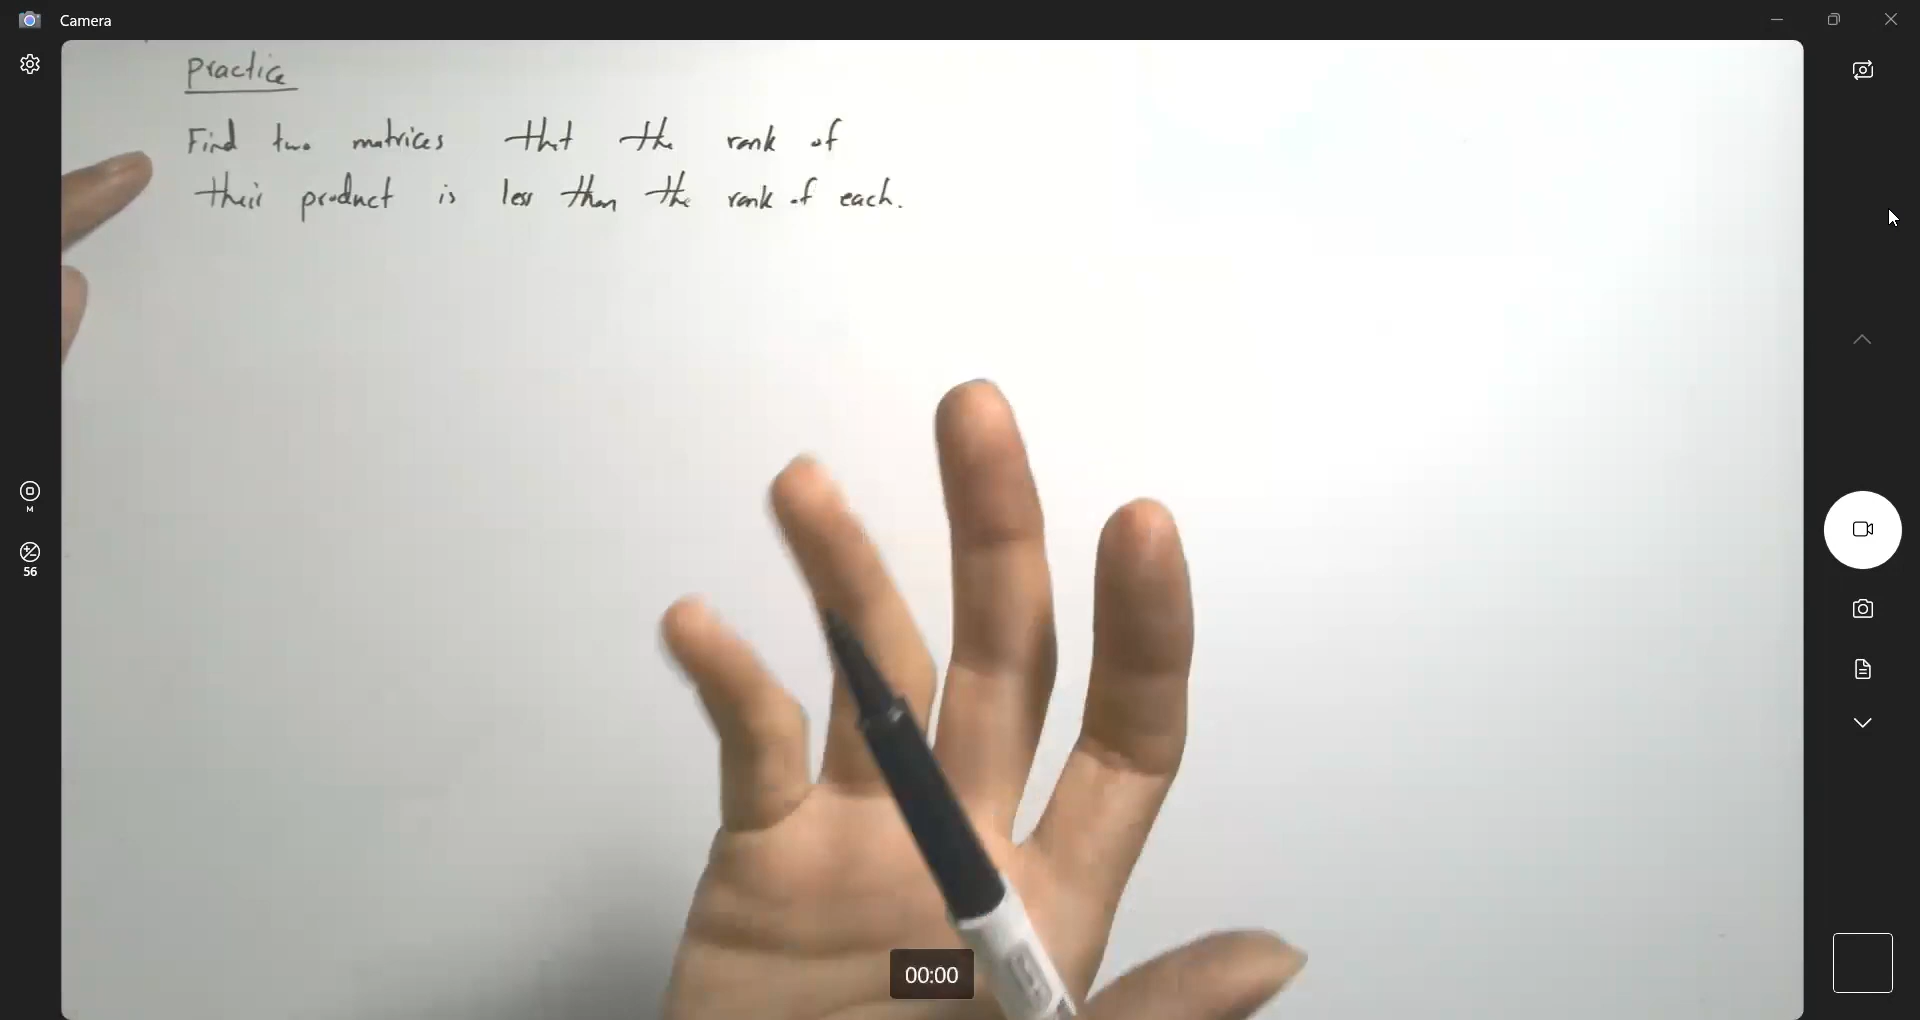 Camera
Practice
Find two matrices that the rank of
their product is less than the rank of each.
M
56
00:00